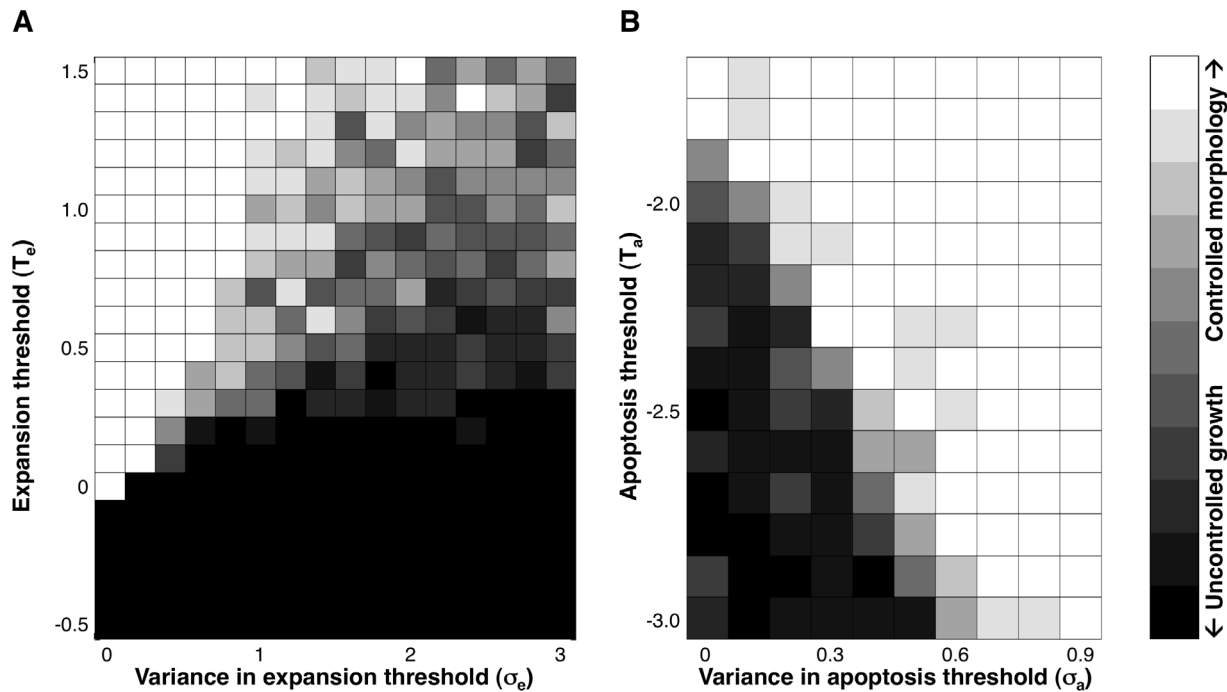 A
B
1.5
1.0
0.5
0
-0.5
Expansion threshold (Te)
0 1 2 3
Variance in expansion threshold (σe)
-2.0
-2.5
-3.0
Apoptosis threshold (Ta)
0 0.3 0.6 0.9
Variance in apoptosis threshold (σa)
← Uncontrolled growth Controlled morphology →